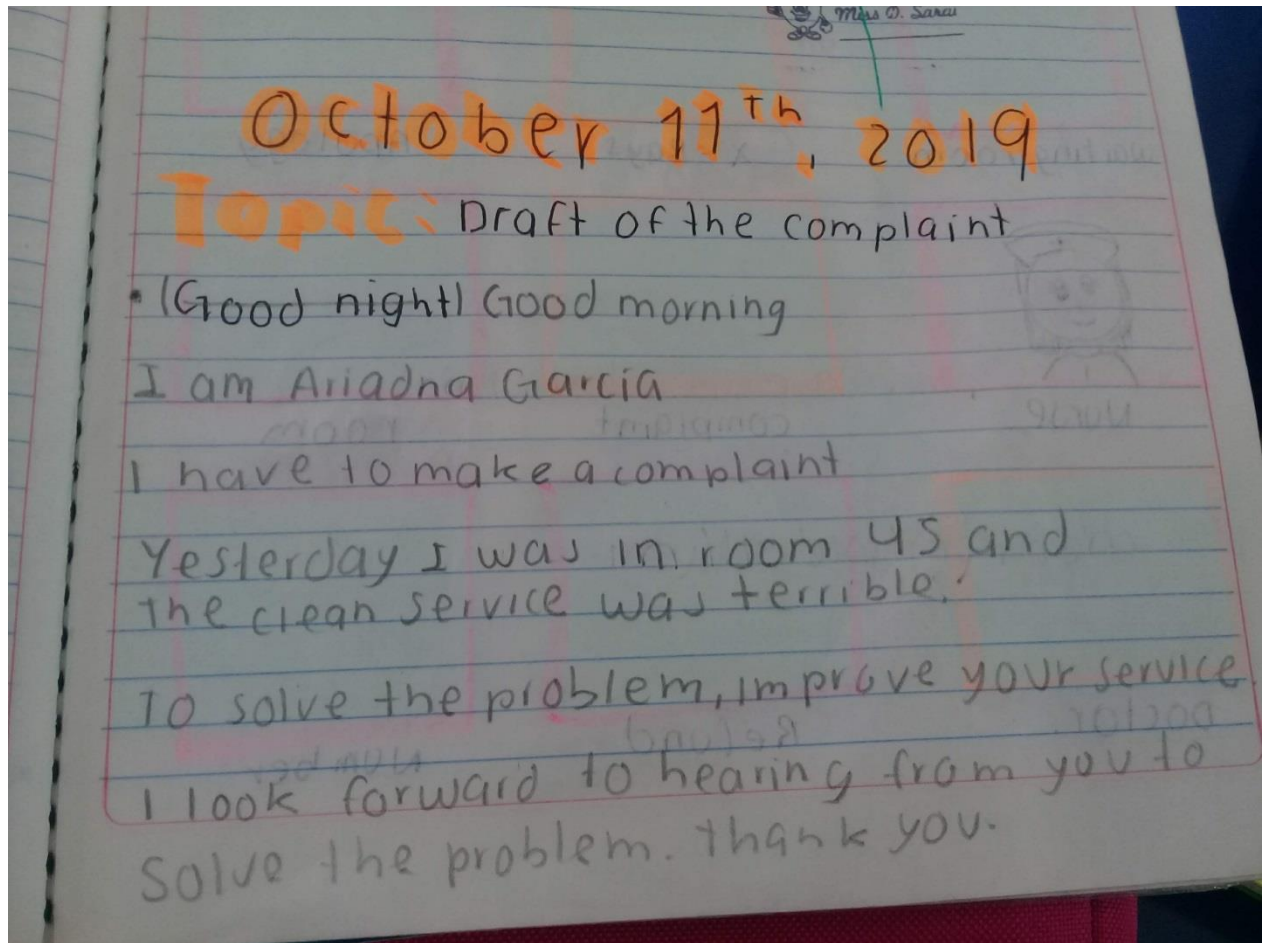 Miss D. Sarai
October 11Th, 2019
Topic: Draft of the complaint
• (Good night) Good morning
I am Ariadna Garcia
I have to make a complaint
Yesterday I was in room 45 and
the clean service was terrible.
To solve the problem, improve your service
I look forward to hearing from you to
solve the problem. thank you.